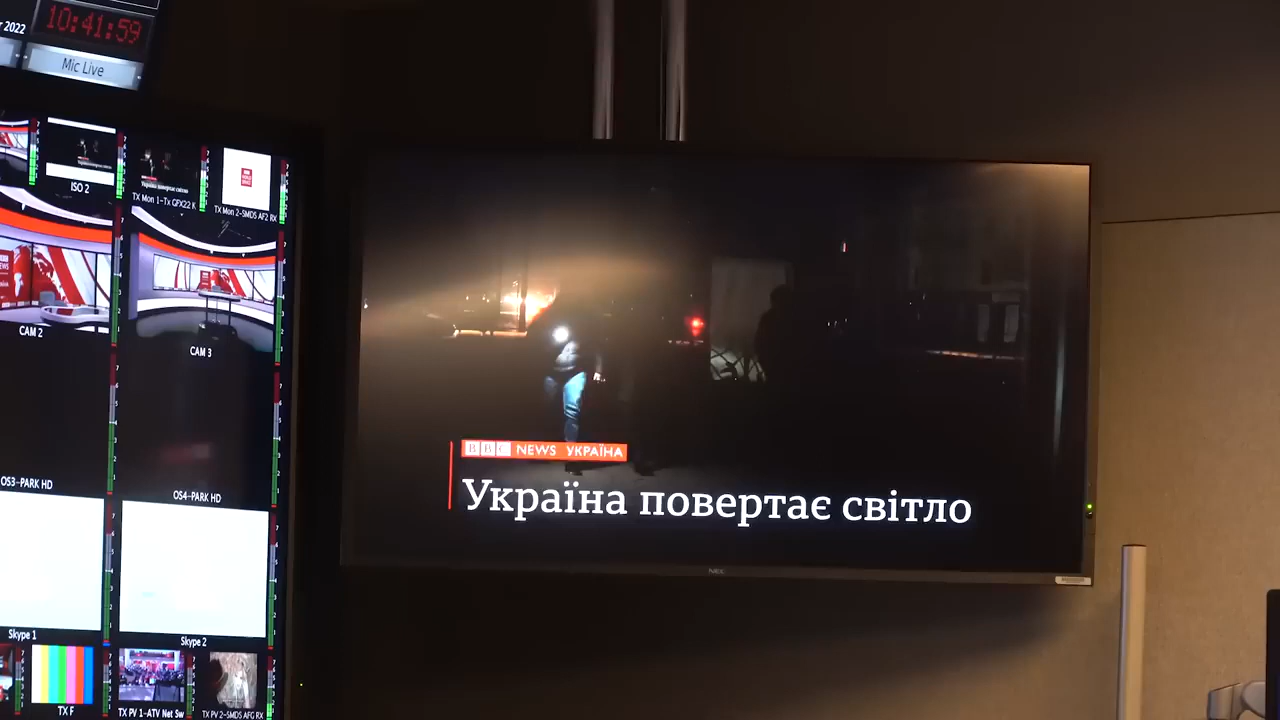 2022
10:41:59
Mic Live
ISO 2
TX Mon 1-Tx GFX22 K
TX Mon 2-SMDS AF2 RX
CAM 2
CAM 3
OS3-PARK HD
OS4-PARK HD
Skype 1
Skype 2
TX F
TX PV 1-ATV Net Sw
TX PV 2-SMDS AFG RX
BBC NEWS УКРАЇНА
Україна повертає світло
NEC